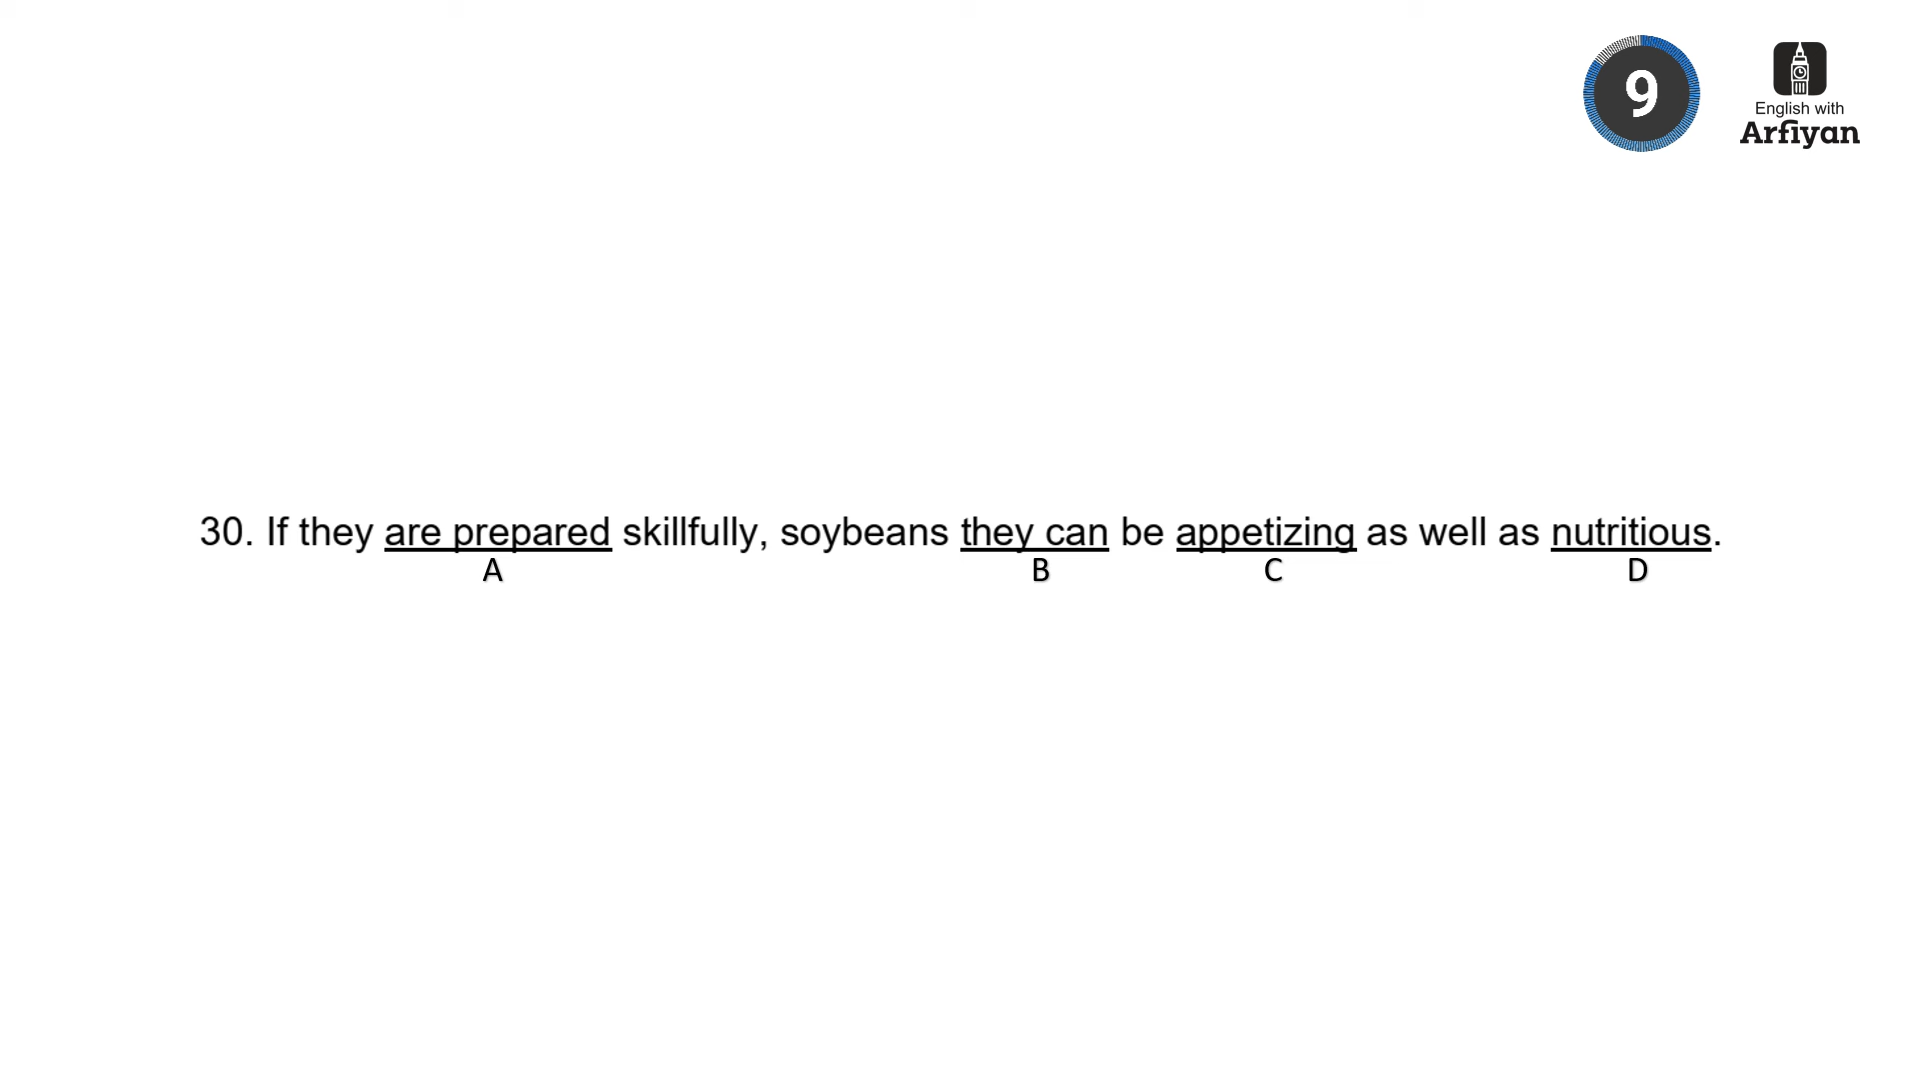 9
English with
Arfiyan
30. If they are prepared skillfully, soybeans they can be appetizing as well as nutritious.
A B C D